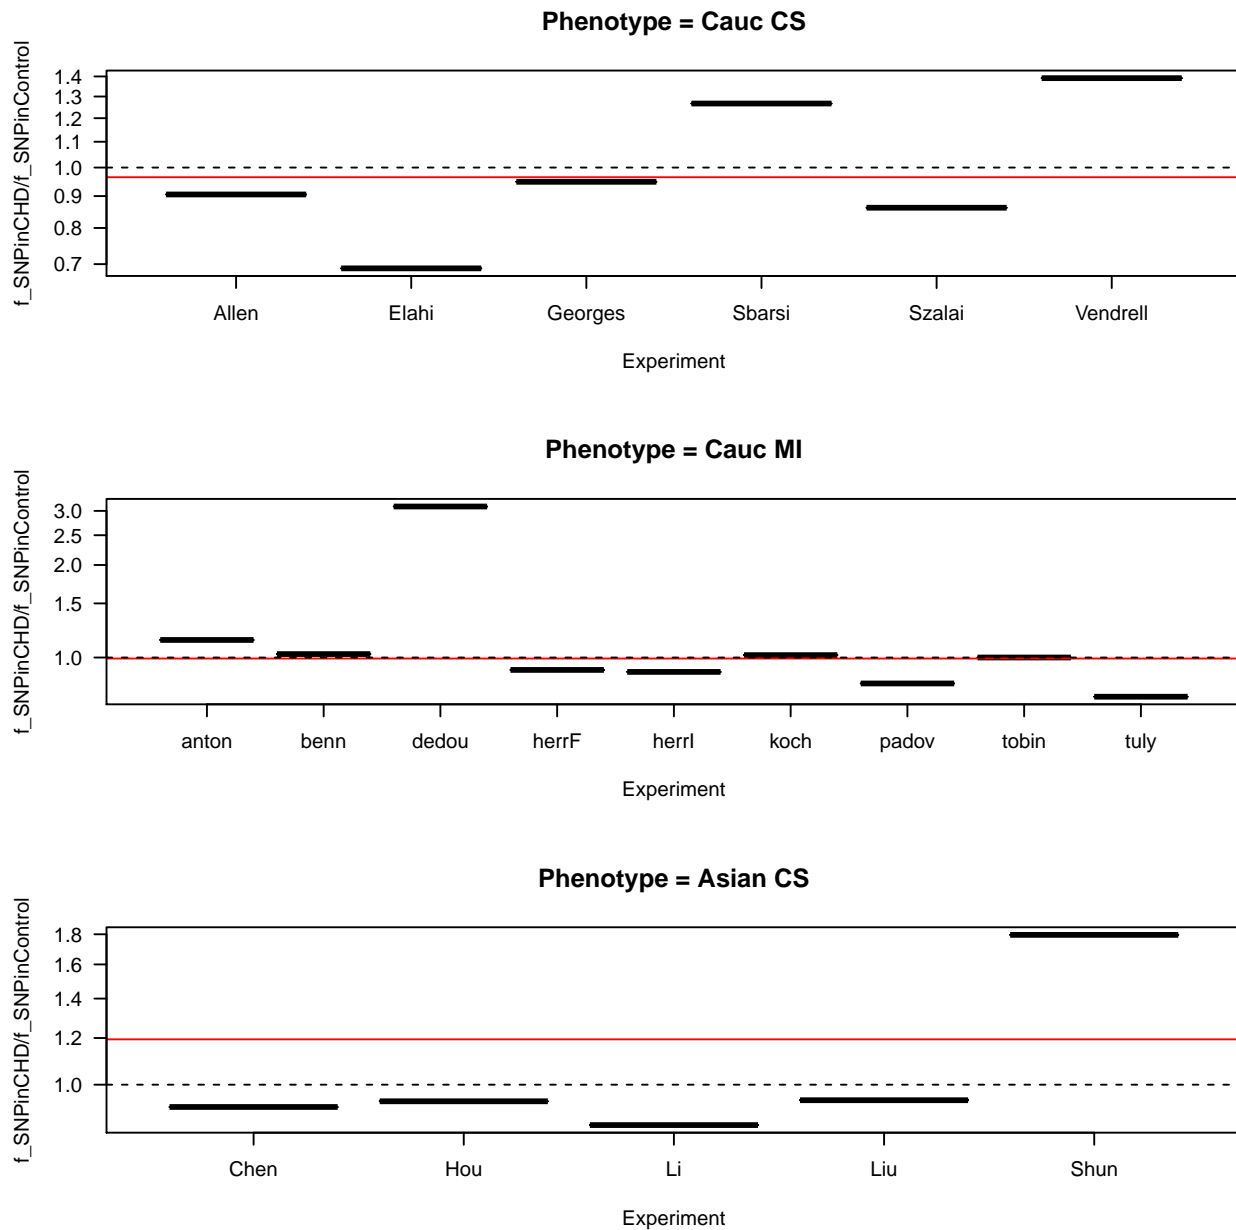 Phenotype = Cauc CS
f_SNPinCHD/f_SNPinControl
1.4
1.3
1.2
1.1
1.0
0.9
0.8
0.7
Allen Elahi Georges Sbarsi Szalai Vendrell
Experiment
Phenotype = Cauc MI
f_SNPinCHD/f_SNPinControl
3.0
2.5
2.0
1.5
1.0
anton benn dedou herrF herrI koch padov tobin tuly
Experiment
Phenotype = Asian CS
f_SNPinCHD/f_SNPinControl
1.8
1.6
1.4
1.2
1.0
Chen Hou Li Liu Shun
Experiment